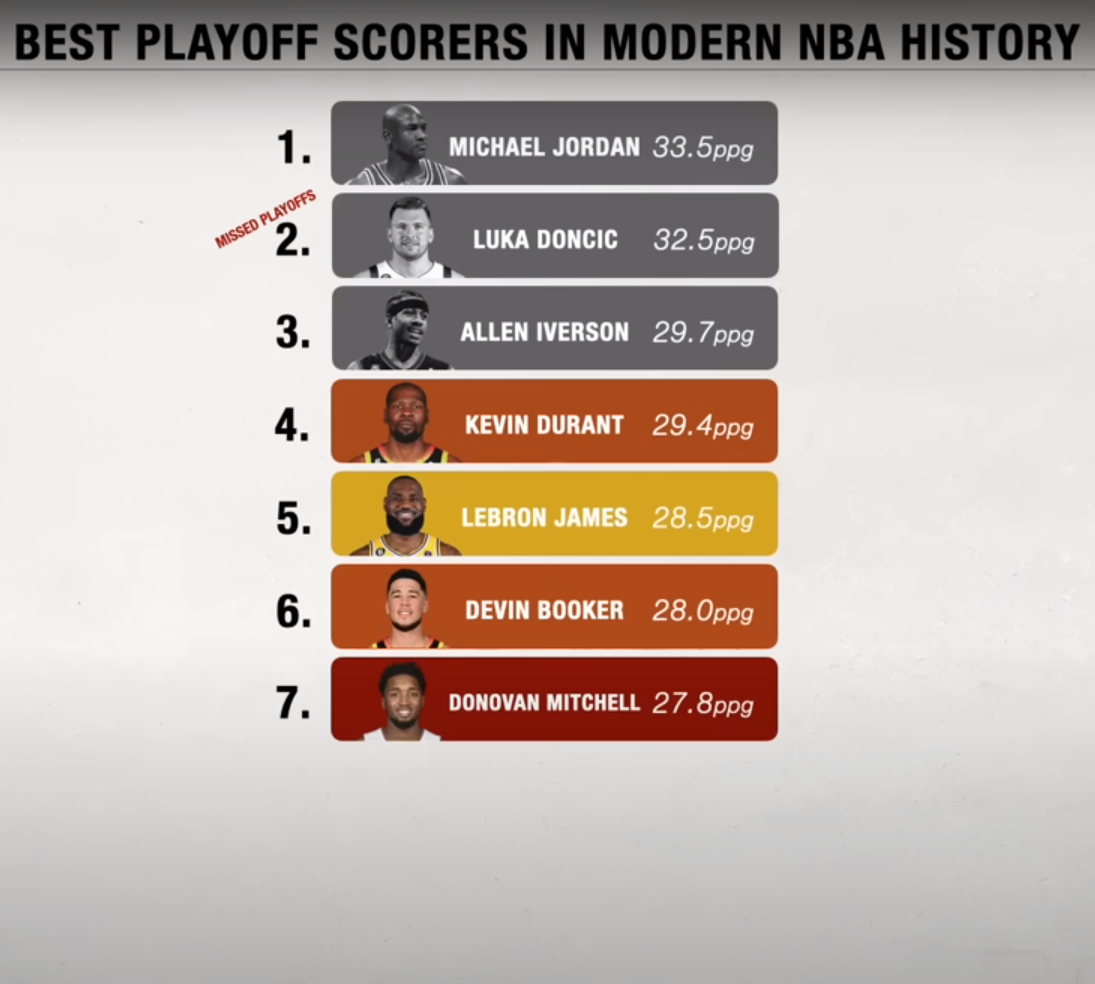 BEST PLAYOFF SCORERS IN MODERN NBA HISTORY
1. MICHAEL JORDAN 33.5ppg
MISSED PLAYOFFS
2. LUKA DONCIC 32.5ppg
3. ALLEN IVERSON 29.7ppg
4. KEVIN DURANT 29.4ppg
5. LEBRON JAMES 28.5ppg
6. DEVIN BOOKER 28.0ppg
7. DONOVAN MITCHELL 27.8ppg